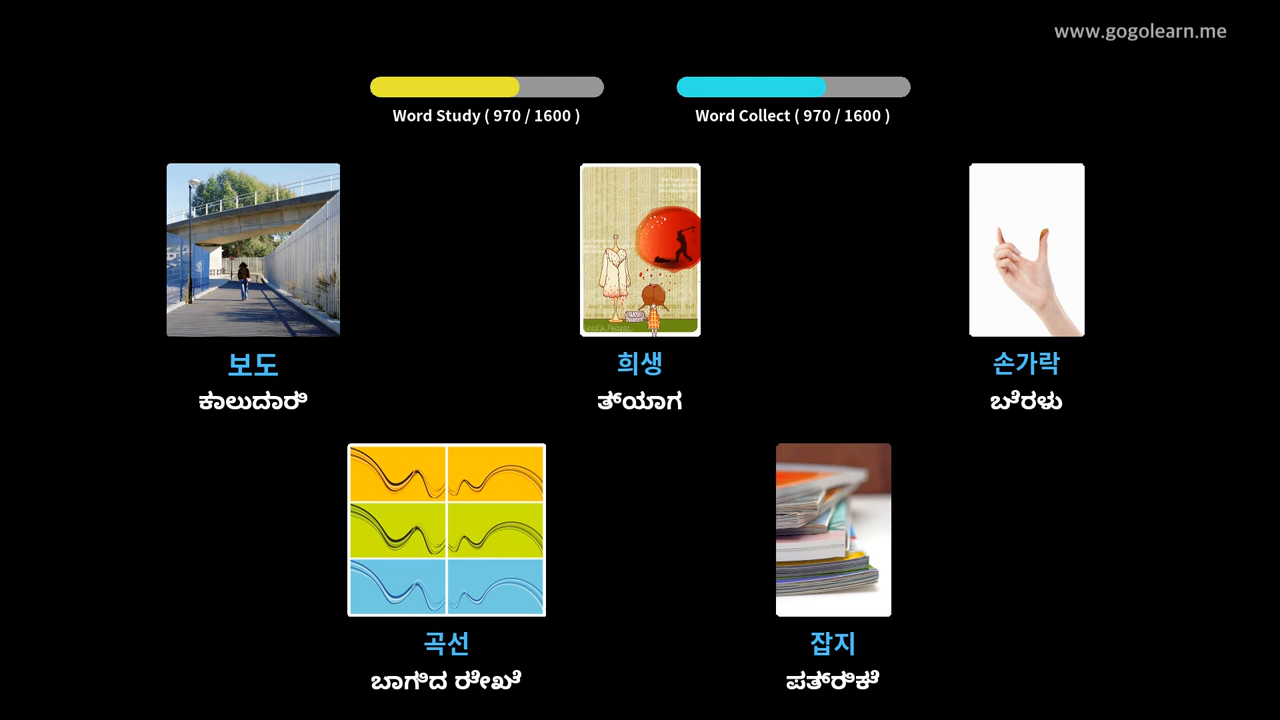 www.gogolearn.me
Word Study ( 970 / 1600 )
Word Collect ( 970 / 1600 )
보도
희생
손가락
ಕಾಲುದಾರಿ
ತ್ಯಾಗ
ಬೆರಳು
곡선
잡지
ಬಾಗಿದ ರೇಖೆ
ಪತ್ರಿಕೆ